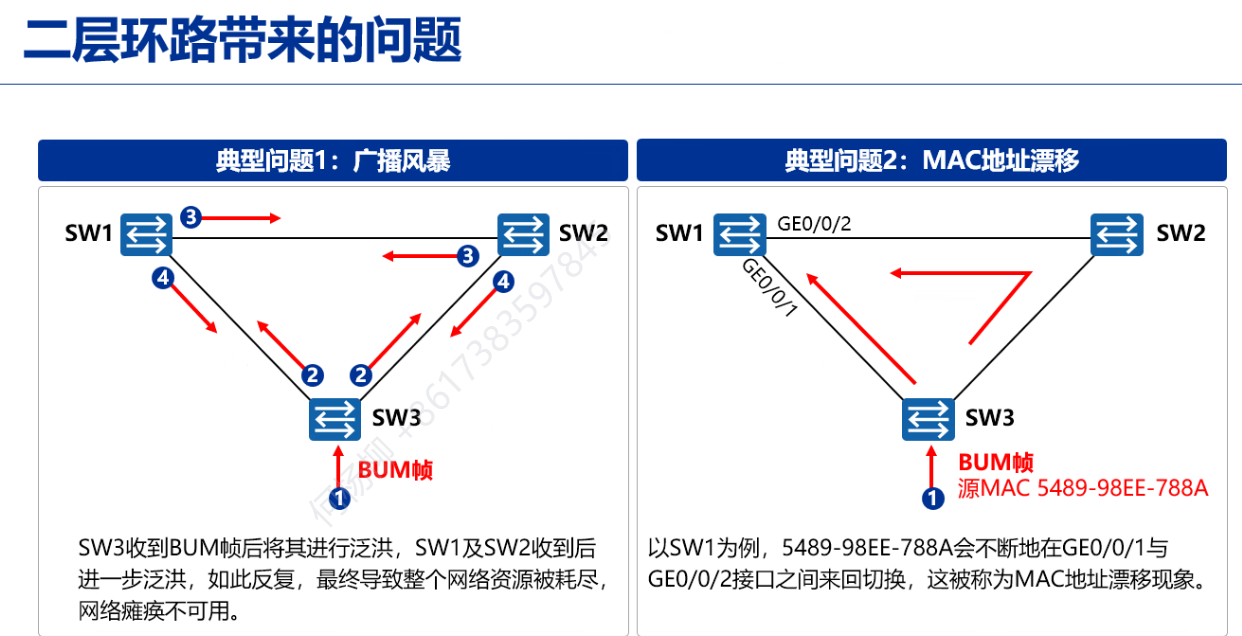 二层环路带来的问题
典型问题1：广播风暴
SW1
3
SW2
3
4
4
2
2
SW3
BUM帧
1
SW3收到BUM帧后将其进行泛洪，SW1及SW2收到后
进一步泛洪，如此反复，最终导致整个网络资源被耗尽，
网络瘫痪不可用。
典型问题2：MAC地址漂移
SW1
GE0/0/2
SW2
GE0/0/1
SW3
BUM帧
1
源MAC 5489-98EE-788A
以SW1为例，5489-98EE-788A会不断地在GE0/0/1与
GE0/0/2接口之间来回切换，这被称为MAC地址漂移现象。